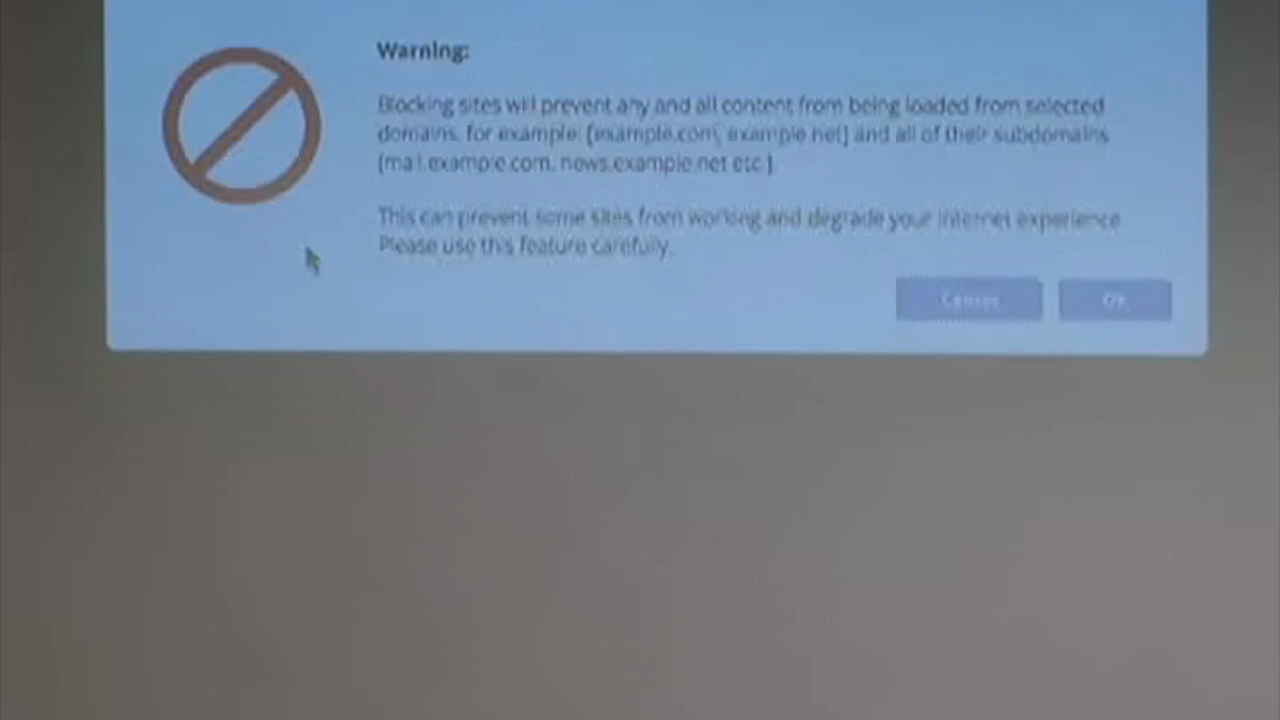 Warning:
Blocking sites will prevent any and all content from being loaded from selected
domains, for example: [example.com, example.net] and all of their subdomains
[mail.example.com, news.example.net etc.].
This can prevent some sites from working and degrade your internet experience.
Please use this feature carefully.
Cancel OK